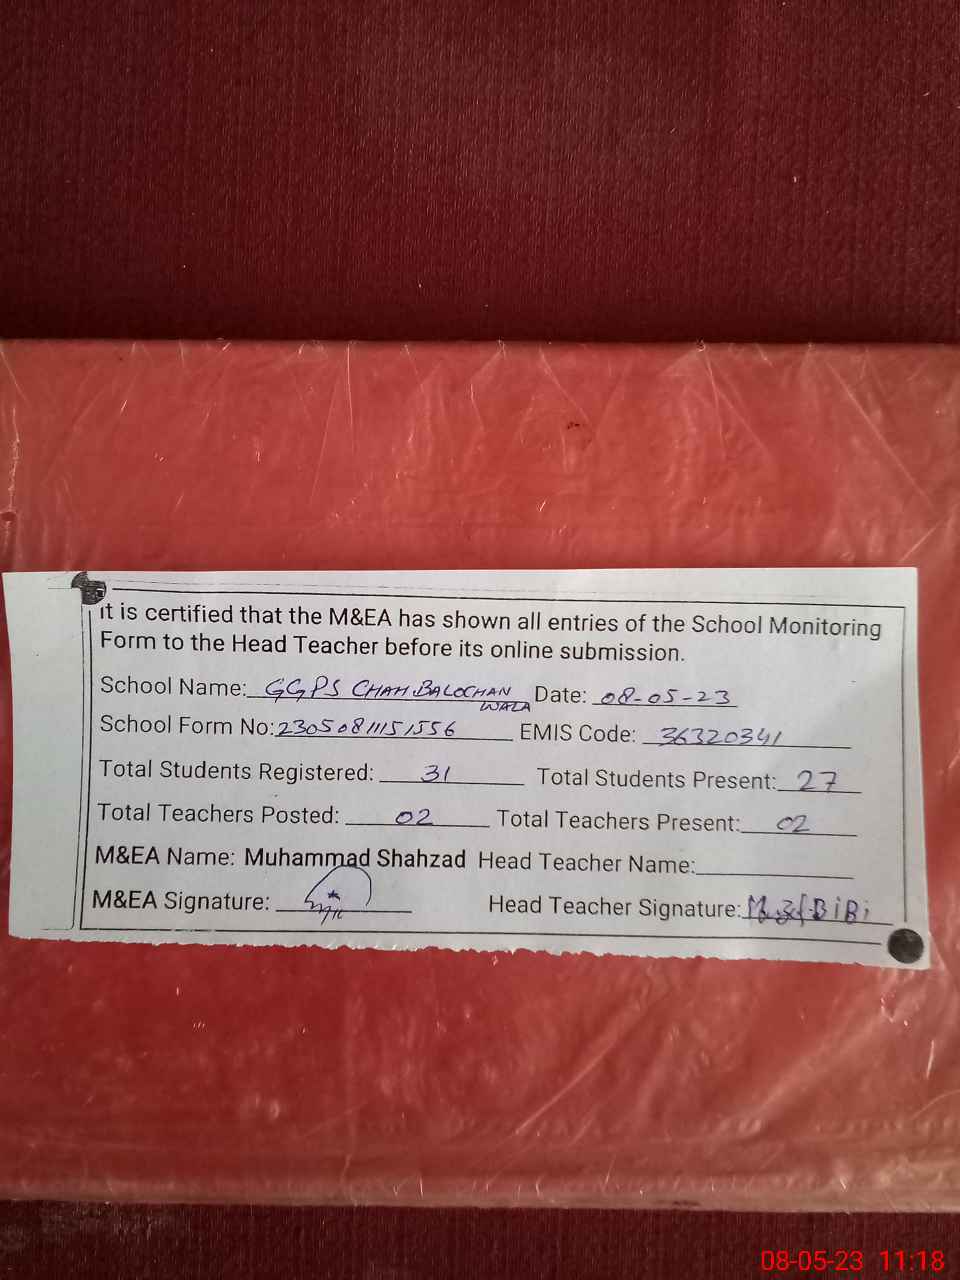 it is certified that the M&EA has shown all entries of the School Monitoring
Form to the Head Teacher before its online submission.
School Name: GGPS CHAH BALOCHAN WALA Date: 08-05-23
School Form No: 2305081151556 EMIS Code: 36320341
Total Students Registered: 31 Total Students Present: 27
Total Teachers Posted: 02 Total Teachers Present: 02
M&EA Name: Muhammad Shahzad Head Teacher Name:
M&EA Signature: Head Teacher Signature: BiBi
08-05-23 11:18